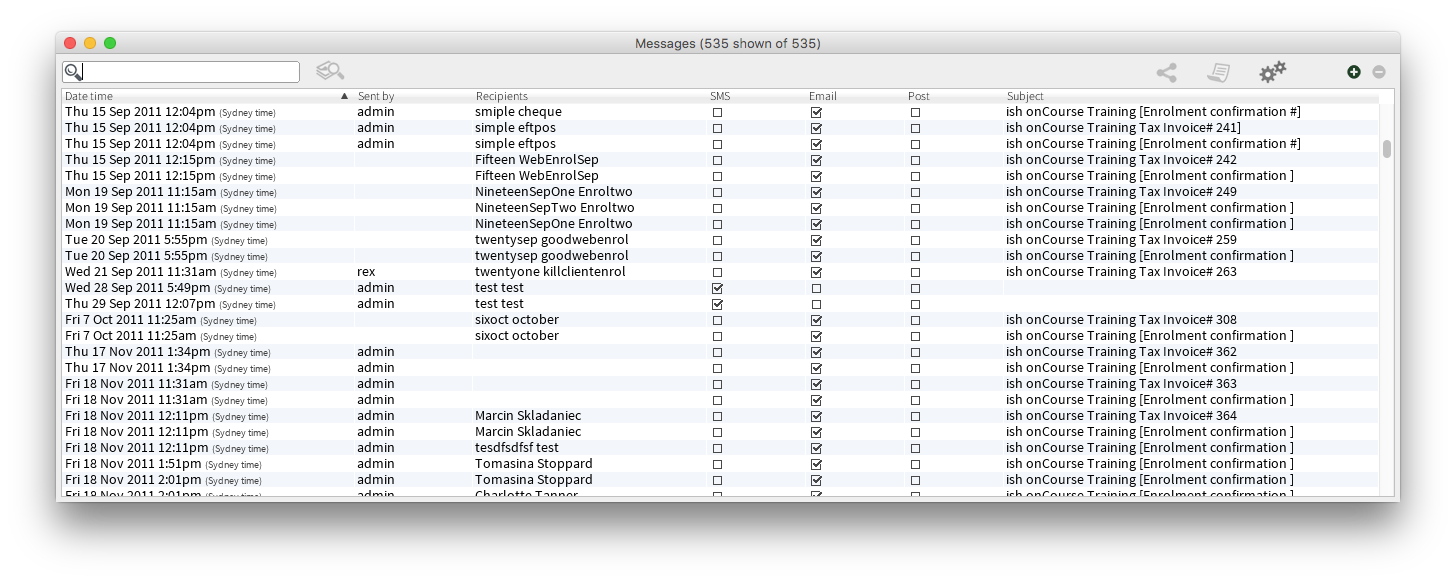 Messages (535 shown of 535)
Date time Sent by Recipients SMS Email Post Subject
Thu 15 Sep 2011 12:04pm (Sydney time) admin smiple cheque ish onCourse Training [Enrolment confirmation #]
Thu 15 Sep 2011 12:04pm (Sydney time) admin simple eftpos ish onCourse Training Tax Invoice# 241]
Thu 15 Sep 2011 12:04pm (Sydney time) admin simple eftpos ish onCourse Training [Enrolment confirmation #]
Thu 15 Sep 2011 12:15pm (Sydney time) Fifteen WebEnrolSep ish onCourse Training Tax Invoice# 242
Thu 15 Sep 2011 12:15pm (Sydney time) Fifteen WebEnrolSep ish onCourse Training [Enrolment confirmation ]
Mon 19 Sep 2011 11:15am (Sydney time) NineteenSepOne Enroltwo ish onCourse Training Tax Invoice# 249
Mon 19 Sep 2011 11:15am (Sydney time) NineteenSepTwo Enroltwo ish onCourse Training [Enrolment confirmation ]
Mon 19 Sep 2011 11:15am (Sydney time) NineteenSepOne Enroltwo ish onCourse Training [Enrolment confirmation ]
Tue 20 Sep 2011 5:55pm (Sydney time) twentysep goodwebenrol ish onCourse Training Tax Invoice# 259
Tue 20 Sep 2011 5:55pm (Sydney time) twentysep goodwebenrol ish onCourse Training [Enrolment confirmation ]
Wed 21 Sep 2011 11:31am (Sydney time) rex twentyone killclientenrol ish onCourse Training Tax Invoice# 263
Wed 28 Sep 2011 5:49pm (Sydney time) admin test test
Thu 29 Sep 2011 12:07pm (Sydney time) admin test test
Fri 7 Oct 2011 11:25am (Sydney time) sixoct october ish onCourse Training Tax Invoice# 308
Fri 7 Oct 2011 11:25am (Sydney time) sixoct october ish onCourse Training [Enrolment confirmation ]
Thu 17 Nov 2011 1:34pm (Sydney time) admin ish onCourse Training Tax Invoice# 362
Thu 17 Nov 2011 1:34pm (Sydney time) admin ish onCourse Training [Enrolment confirmation ]
Fri 18 Nov 2011 11:31am (Sydney time) admin ish onCourse Training Tax Invoice# 363
Fri 18 Nov 2011 11:31am (Sydney time) admin ish onCourse Training [Enrolment confirmation ]
Fri 18 Nov 2011 12:11pm (Sydney time) admin Marcin Skladaniec ish onCourse Training Tax Invoice# 364
Fri 18 Nov 2011 12:11pm (Sydney time) admin Marcin Skladaniec ish onCourse Training [Enrolment confirmation ]
Fri 18 Nov 2011 12:11pm (Sydney time) admin tesdfsdfsf test ish onCourse Training [Enrolment confirmation ]
Fri 18 Nov 2011 1:51pm (Sydney time) admin Tomasina Stoppard ish onCourse Training [Enrolment confirmation ]
Fri 18 Nov 2011 2:01pm (Sydney time) admin Tomasina Stoppard ish onCourse Training [Enrolment confirmation ]
Fri 18 Nov 2011 2:01pm (Sydney time) admin Charlotte Tanner ish onCourse Training [Enrolment confirmation ]